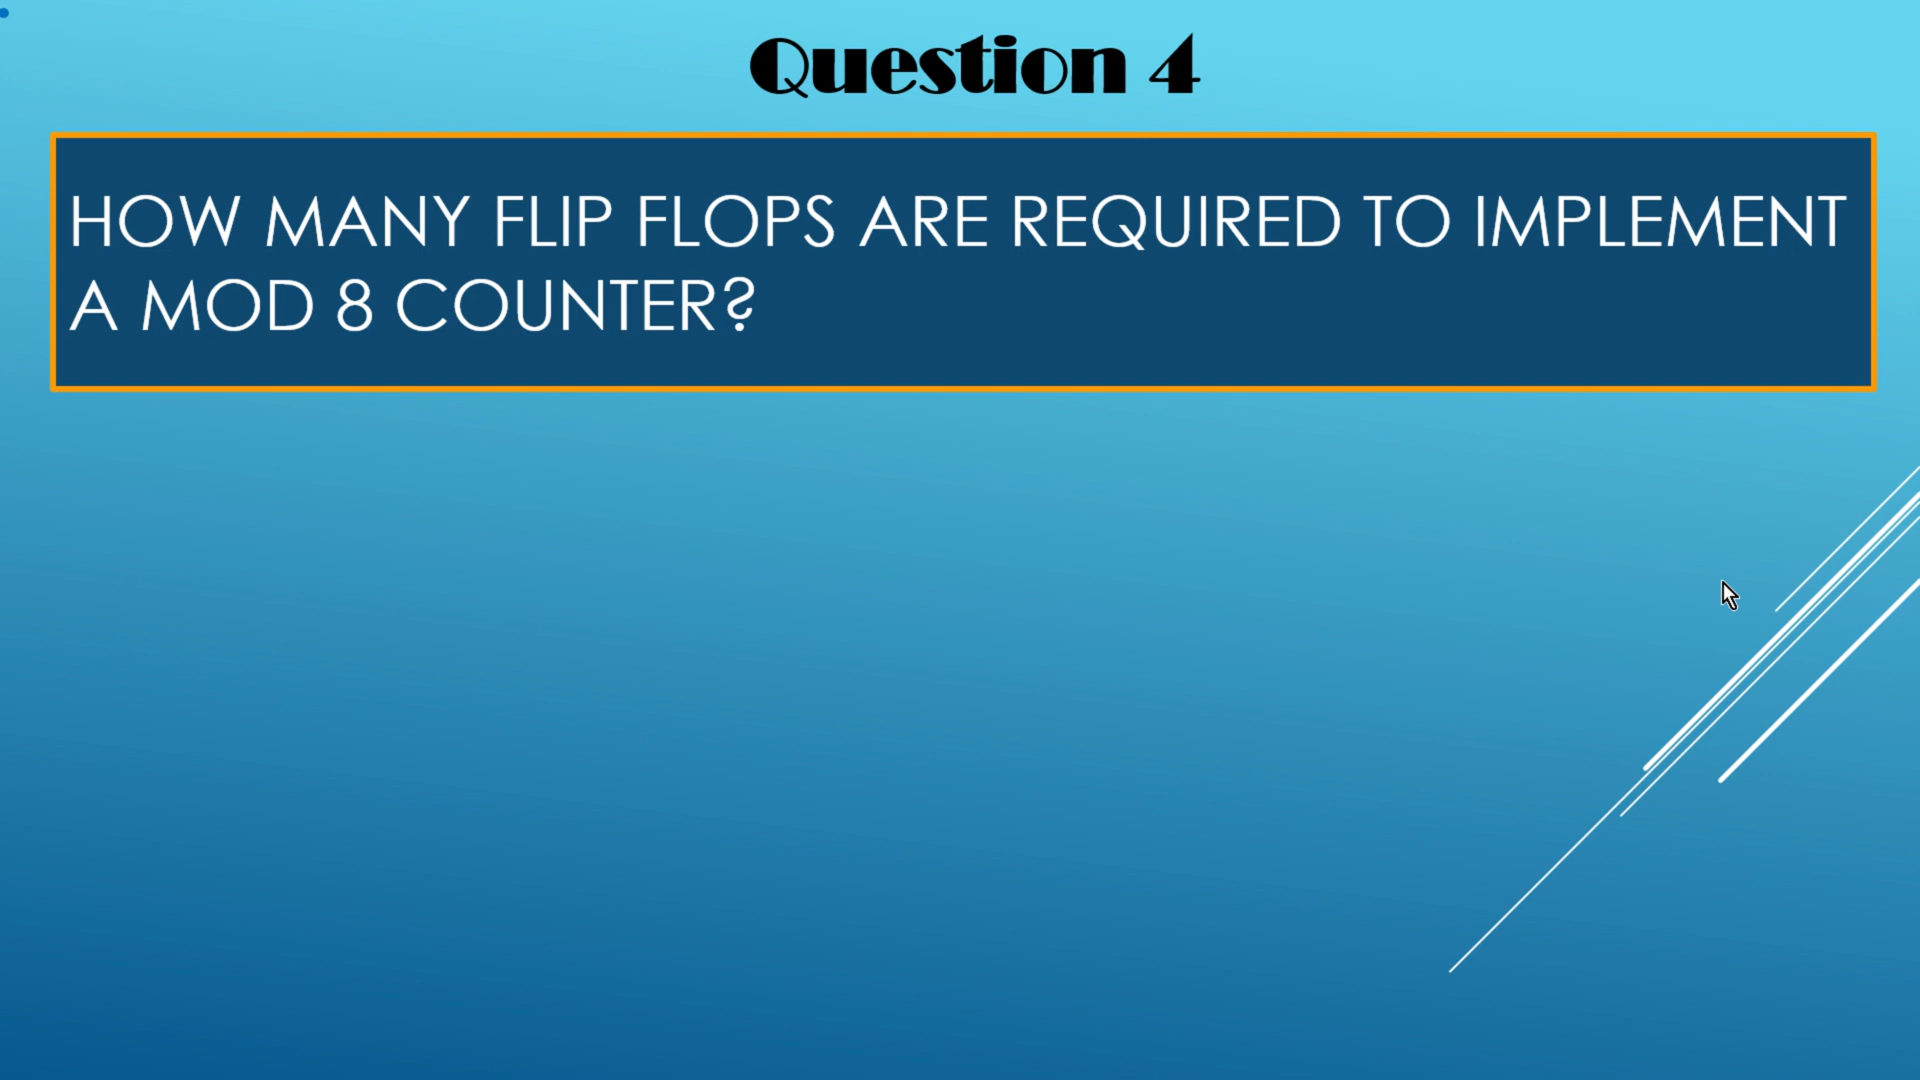 Question 4
HOW MANY FLIP FLOPS ARE REQUIRED TO IMPLEMENT
A MOD 8 COUNTER?